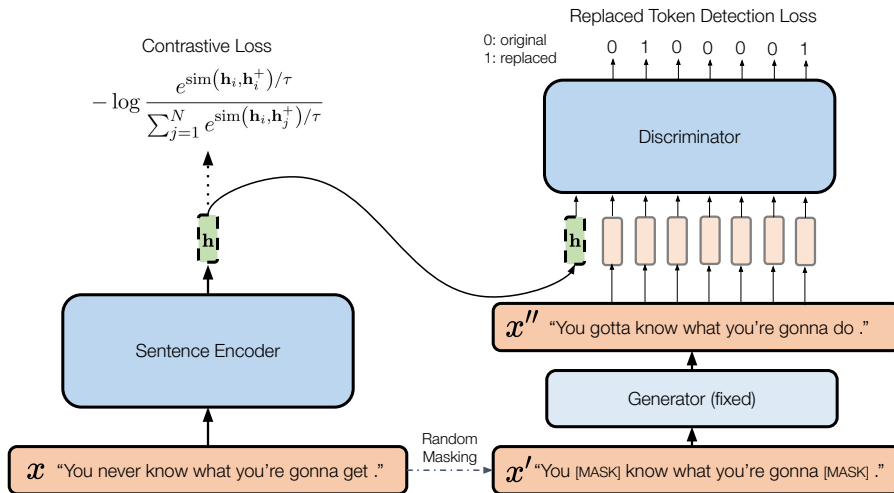 Replaced Token Detection Loss
0: original
1: replaced
0 1 0 0 0 0 1
Contrastive Loss
− log e^{sim(h_i, h_i^+)/τ} / ∑_{j=1}^{N} e^{sim(h_i, h_j^+)/τ}
Discriminator
h
h
Sentence Encoder
x'' “You gotta know what you're gonna do .”
Generator (fixed)
x “You never know what you're gonna get .”
Random
Masking
x' “You [MASK] know what you're gonna [MASK] .”